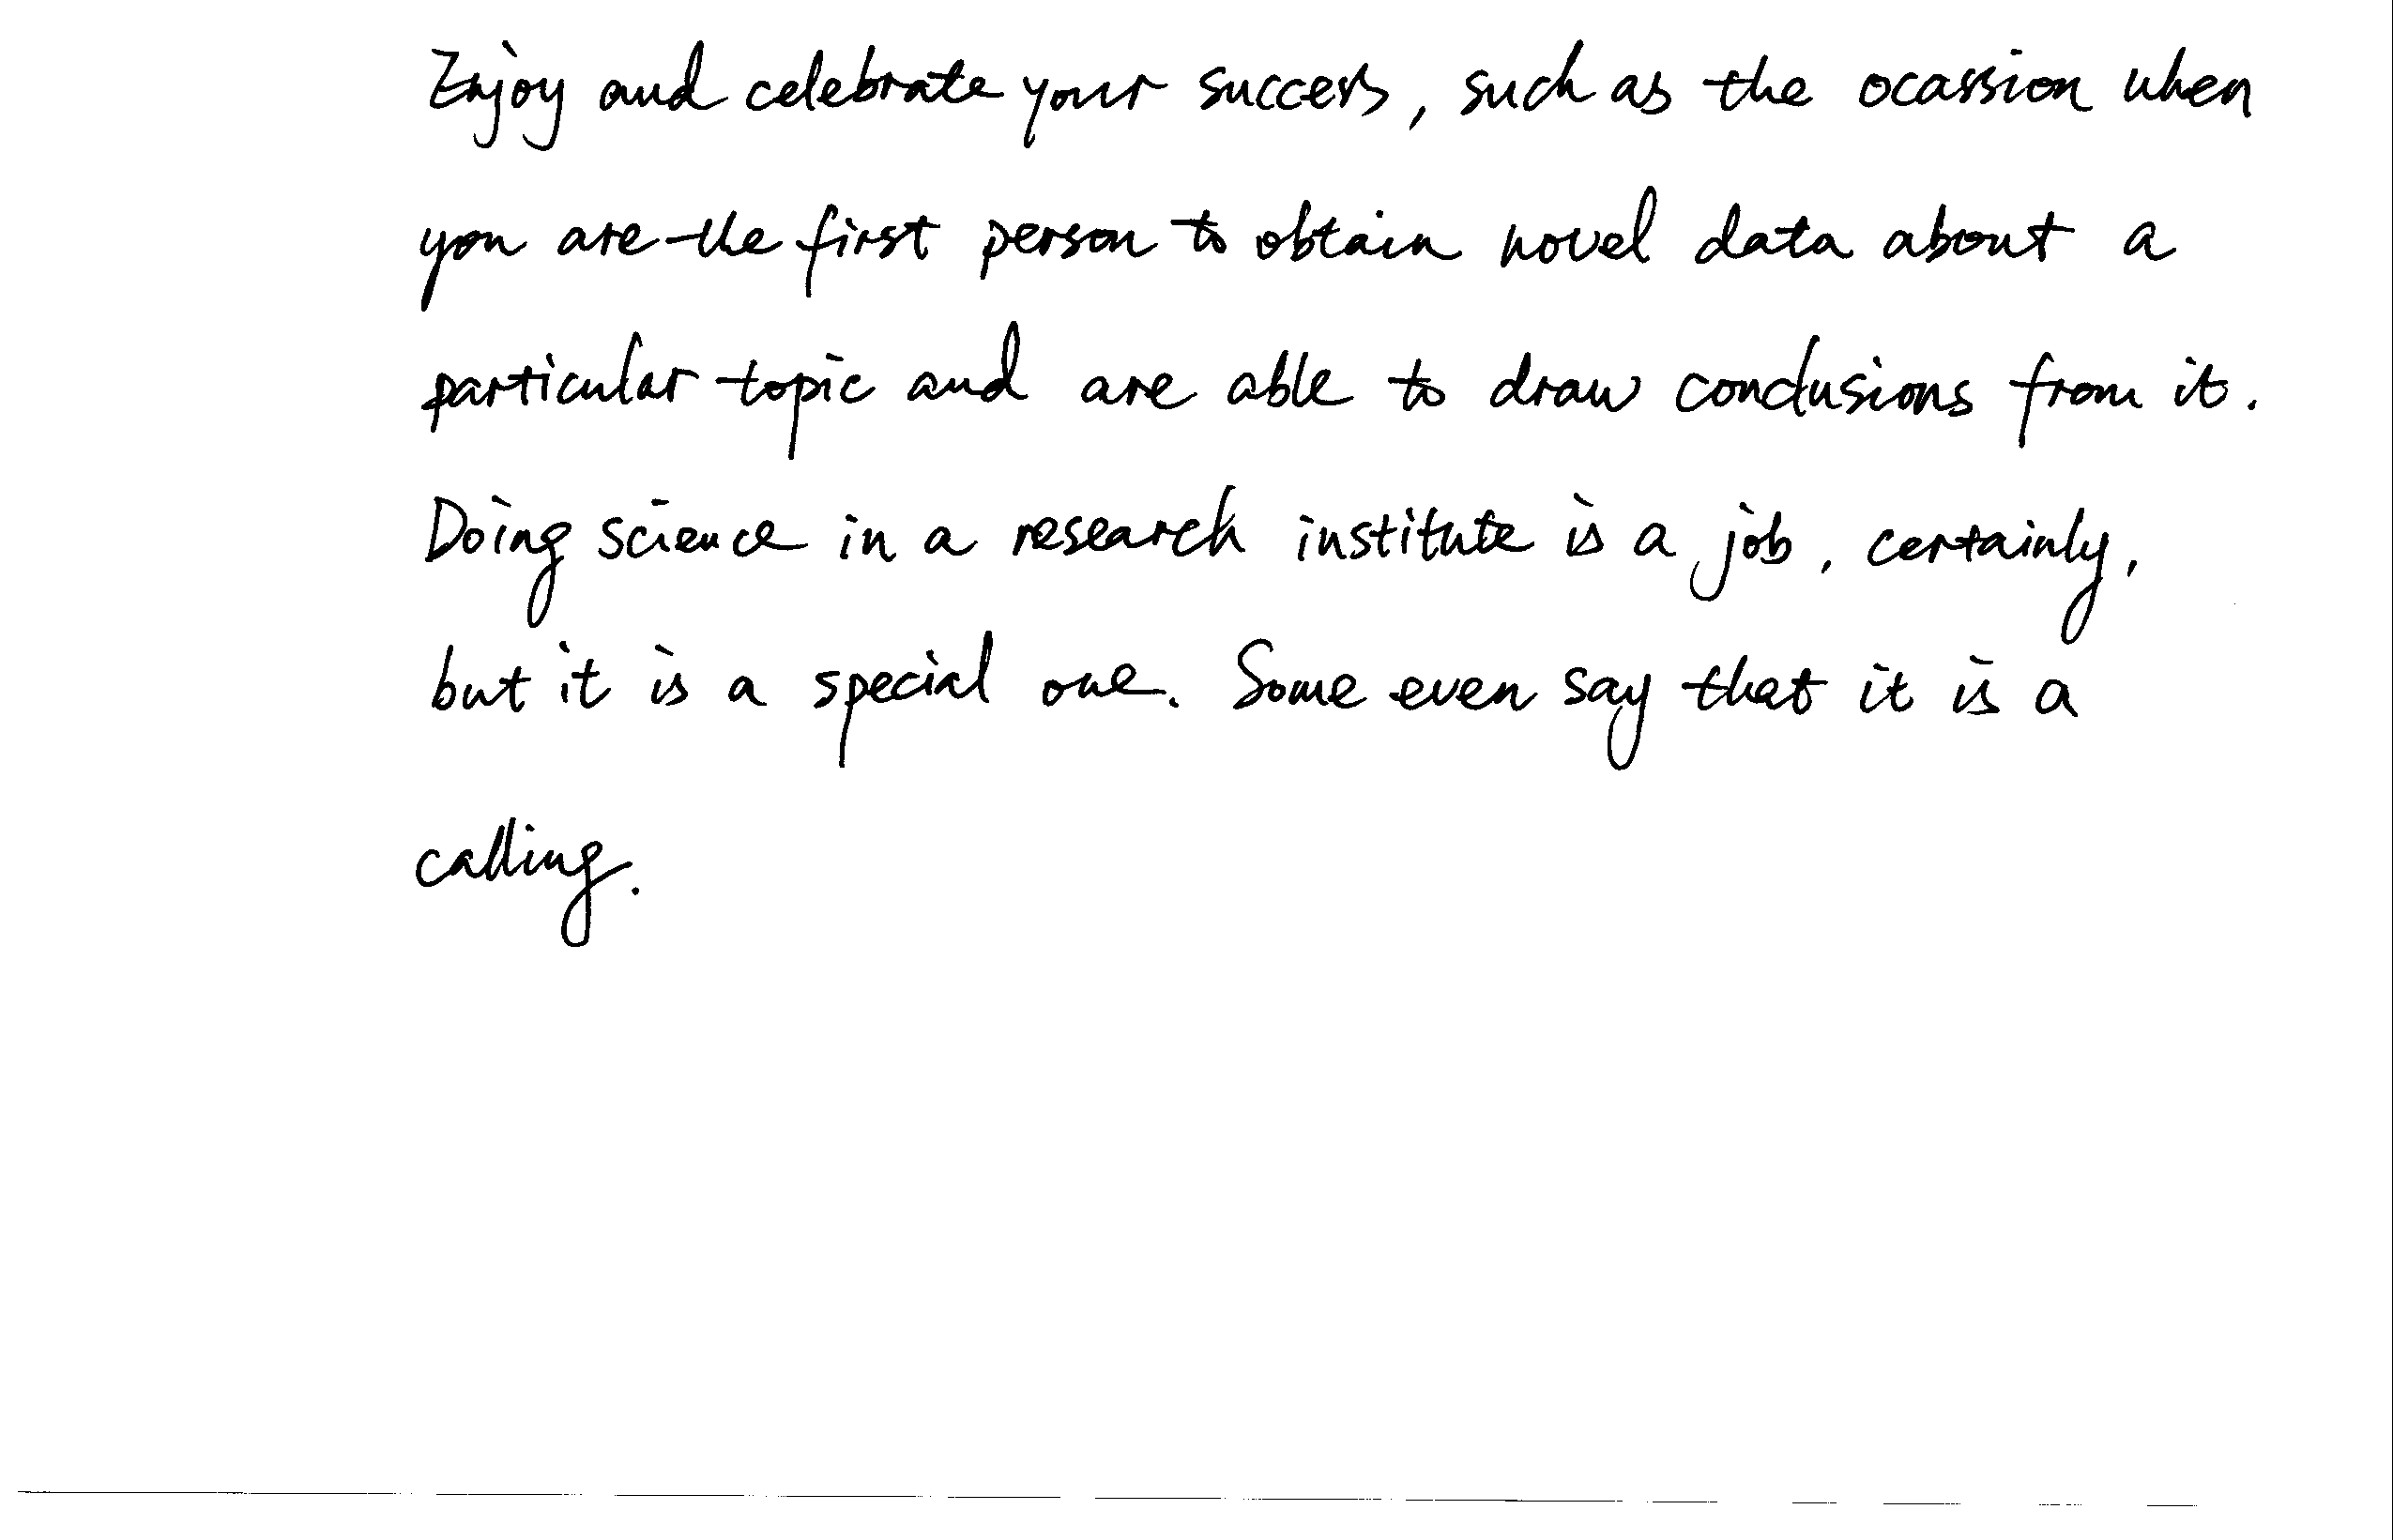 Enjoy and celebrate your success, such as the ocassion when
you are the first person to obtain novel data about a
particular topic and are able to draw conclusions from it.
Doing science in a research institute is a job, certainly,
but it is a special one. Some even say that it is a
calling.